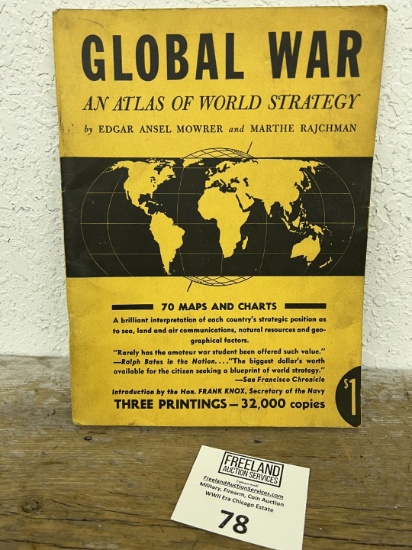 GLOBAL WAR
AN ATLAS OF WORLD STRATEGY
by EDGAR ANSEL MOWRER and MARTHE RAJCHMAN
70 MAPS AND CHARTS
A brilliant interpretation of each country's strategic position as
to sea, land and air communications, natural resources and geo-
graphical factors.
"Rarely has the amateur war student been offered such value."
—Ralph Bates in the Nation. . . . "The biggest dollar's worth
available for the citizen seeking a blueprint of world strategy."
—San Francisco Chronicle
Introduction by the Hon. FRANK KNOX, Secretary of the Navy
THREE PRINTINGS — 32,000 copies
$1
FREELAND
AUCTION SERVICES
FreelandAuctionServices.com
Military, Firearm, Coin Auction
WWII Era Chicago Estate
78